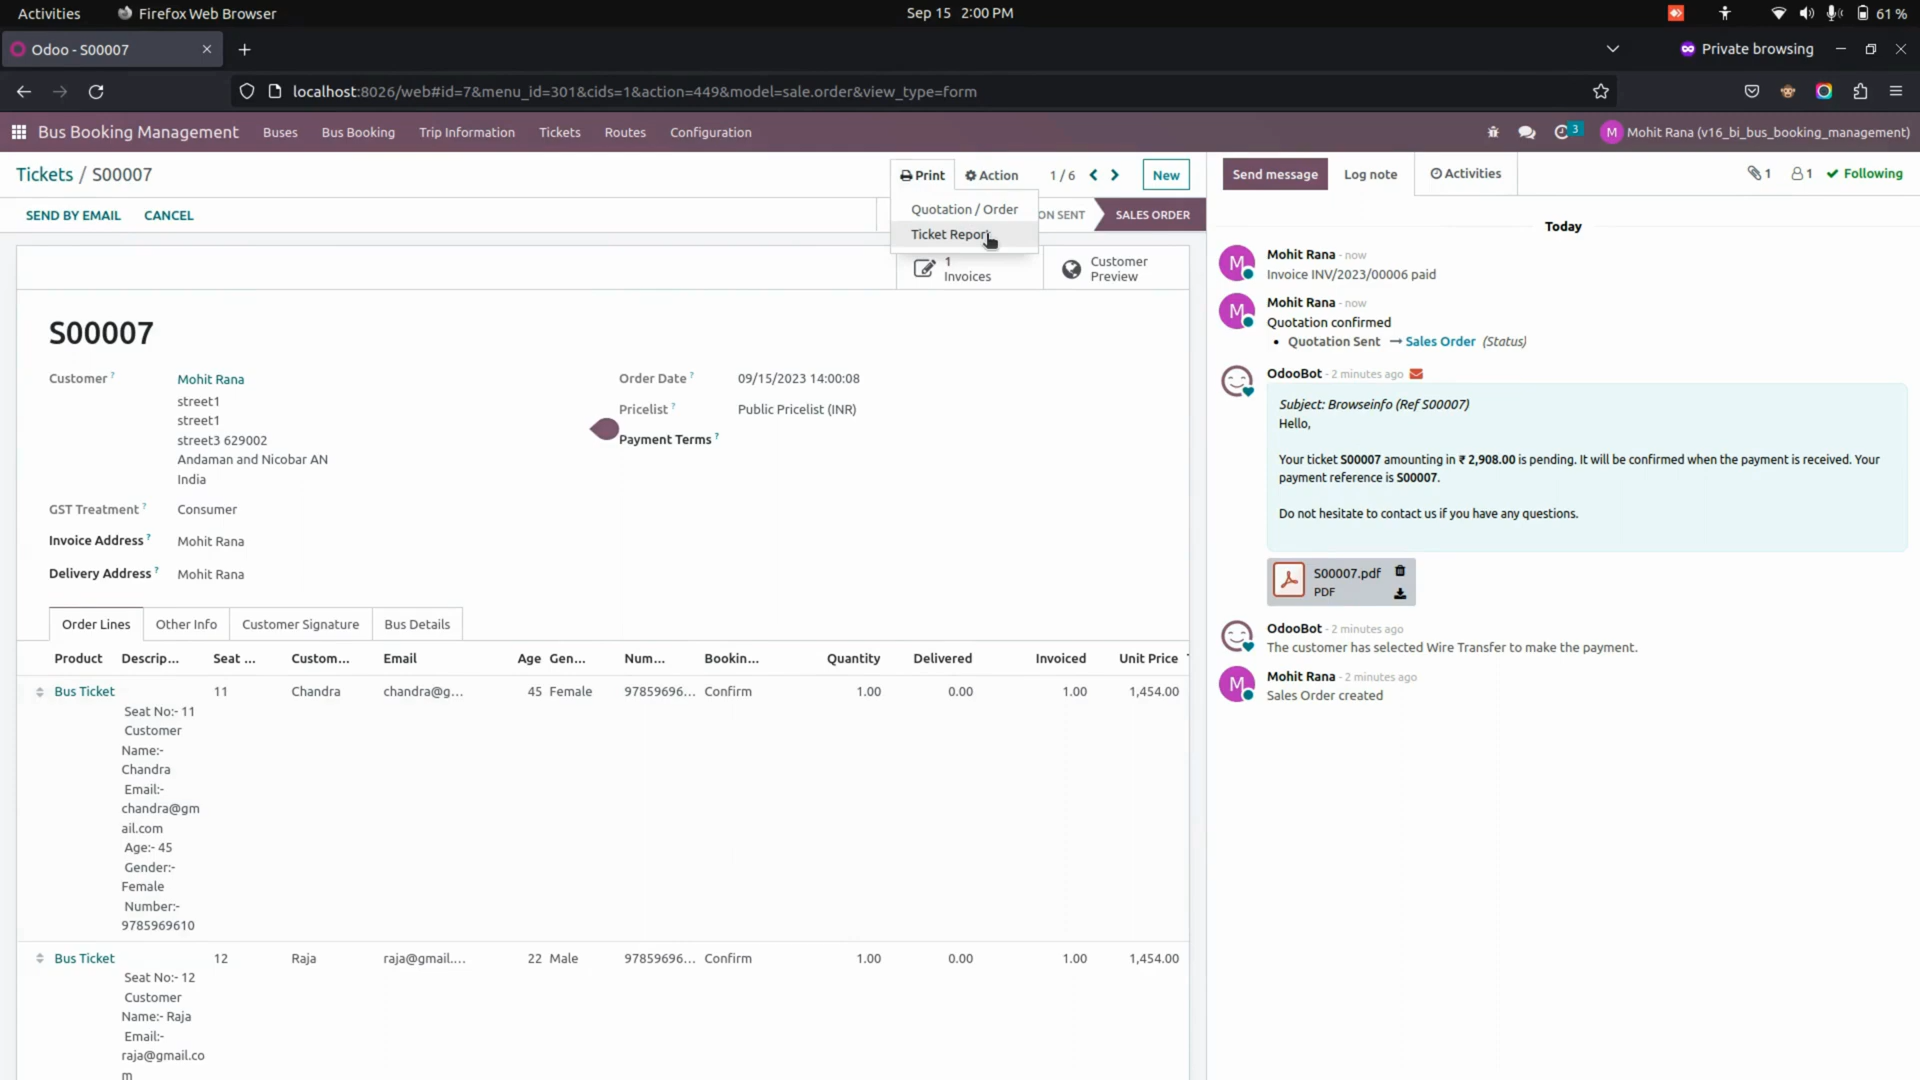 Activities
Firefox Web Browser
Sep 15 2:00 PM
61 %
Odoo - S00007
Private browsing
localhost:8026/web#id=7&menu_id=301&cids=1&action=449&model=sale.order&view_type=form
Bus Booking Management
Buses
Bus Booking
Trip Information
Tickets
Routes
Configuration
3
M
Mohit Rana (v16_bi_bus_booking_management)
Tickets / S00007
Print
Action
1 / 6
New
Send message
Log note
Activities
1
1
Following
SEND BY EMAIL
CANCEL
Quotation / Order
Ticket Report
ON SENT
SALES ORDER
1
Invoices
Customer
Preview
S00007
Customer ?
Mohit Rana
street1
street1
street3 629002
Andaman and Nicobar AN
India
GST Treatment ?
Consumer
Invoice Address ?
Mohit Rana
Delivery Address ?
Mohit Rana
Order Date ?
09/15/2023 14:00:08
Pricelist ?
Public Pricelist (INR)
Payment Terms ?
Order Lines
Other Info
Customer Signature
Bus Details
Product
Descrip...
Seat ...
Custom...
Email
Age
Gen...
Num...
Bookin...
Quantity
Delivered
Invoiced
Unit Price
Bus Ticket
11
Chandra
chandra@g...
45
Female
97859696...
Confirm
1.00
0.00
1.00
1,454.00
Seat No:- 11
Customer
Name:-
Chandra
Email:-
chandra@gm
ail.com
Age:- 45
Gender:-
Female
Number:-
9785969610
Bus Ticket
12
Raja
raja@gmail....
22
Male
97859696...
Confirm
1.00
0.00
1.00
1,454.00
Seat No:- 12
Customer
Name:- Raja
Email:-
raja@gmail.co
m
Today
M
Mohit Rana - now
Invoice INV/2023/00006 paid
M
Mohit Rana - now
Quotation confirmed
• Quotation Sent → Sales Order (Status)
OdooBot - 2 minutes ago
Subject: Browseinfo (Ref S00007)
Hello,
Your ticket S00007 amounting in ₹ 2,908.00 is pending. It will be confirmed when the payment is received. Your
payment reference is S00007.
Do not hesitate to contact us if you have any questions.
S00007.pdf
PDF
OdooBot - 2 minutes ago
The customer has selected Wire Transfer to make the payment.
M
Mohit Rana - 2 minutes ago
Sales Order created